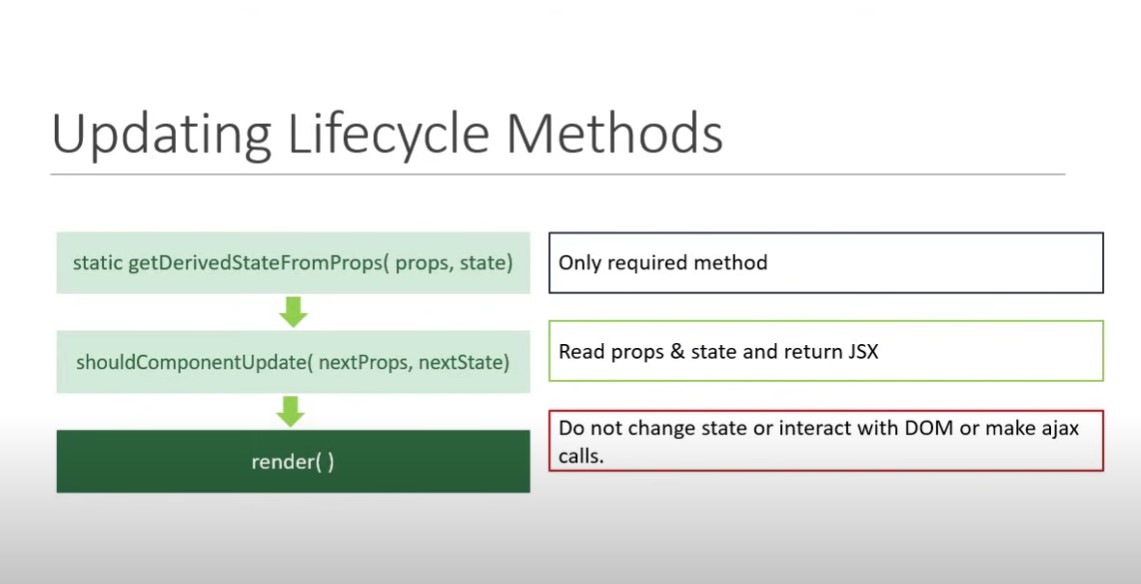 Updating Lifecycle Methods
static getDerivedStateFromProps( props, state)
Only required method
shouldComponentUpdate( nextProps, nextState)
Read props & state and return JSX
render( )
Do not change state or interact with DOM or make ajax
calls.